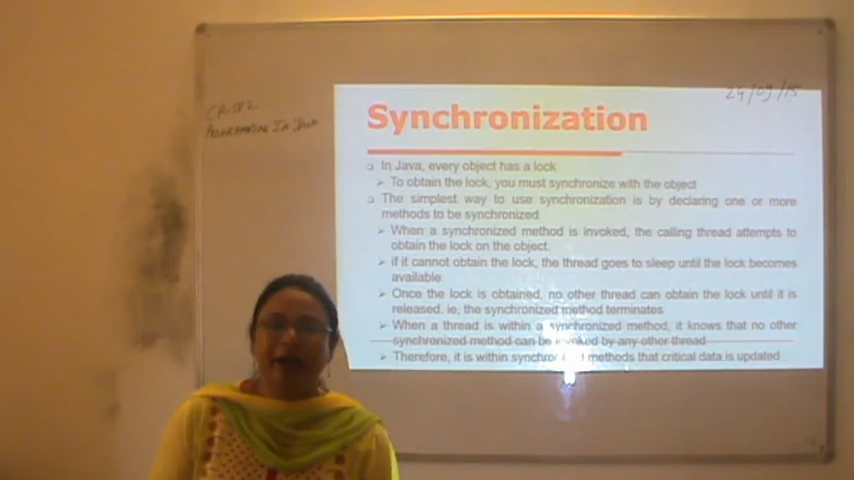 24/09/15
PROGRAMMING IN JAVA
Synchronization
In Java, every object has a lock
To obtain the lock, you must synchronize with the object
The simplest way to use synchronization is by declaring one or more
methods to be synchronized
When a synchronized method is invoked, the calling thread attempts to
obtain the lock on the object.
if it cannot obtain the lock, the thread goes to sleep until the lock becomes
available
Once the lock is obtained, no other thread can obtain the lock until it is
released. ie, the synchronized method terminates
When a thread is within a synchronized method, it knows that no other
synchronized method can be invoked by any other thread
Therefore, it is within methods that critical data is updated